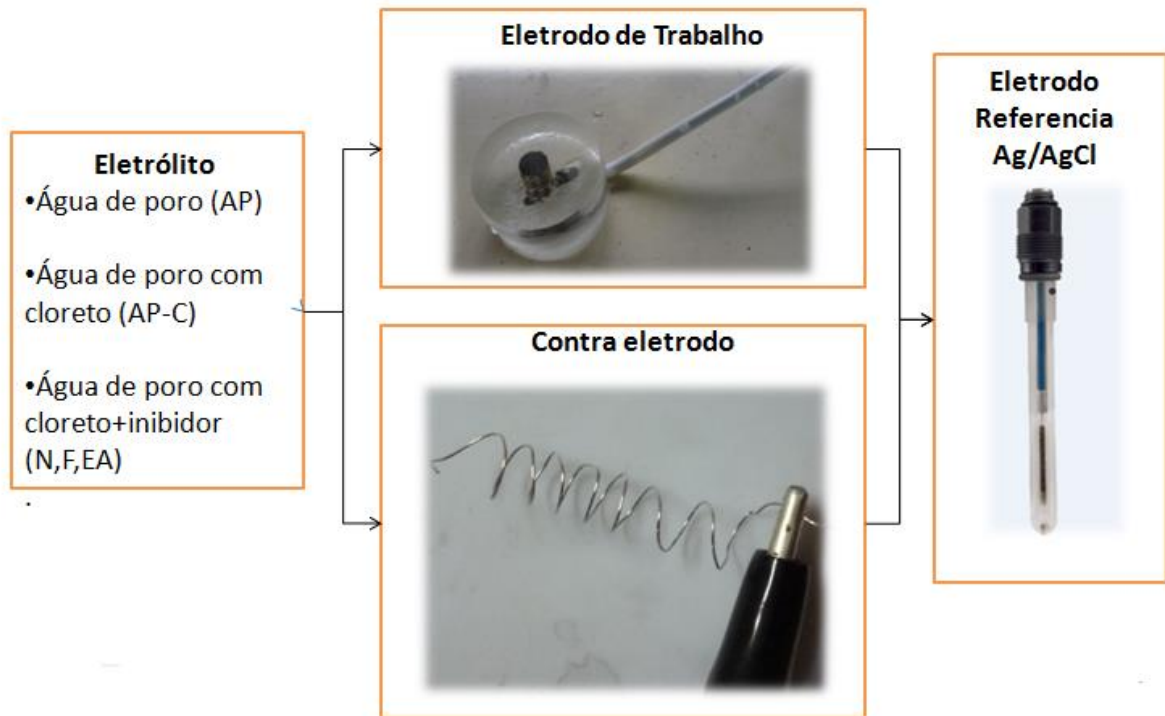 Eletrólito
•Água de poro (AP)
•Água de poro com
cloreto (AP-C)
•Água de poro com
cloreto+inibidor
(N,F,EA)
.
Eletrodo de Trabalho
Contra eletrodo
Eletrodo
Referencia
Ag/AgCl